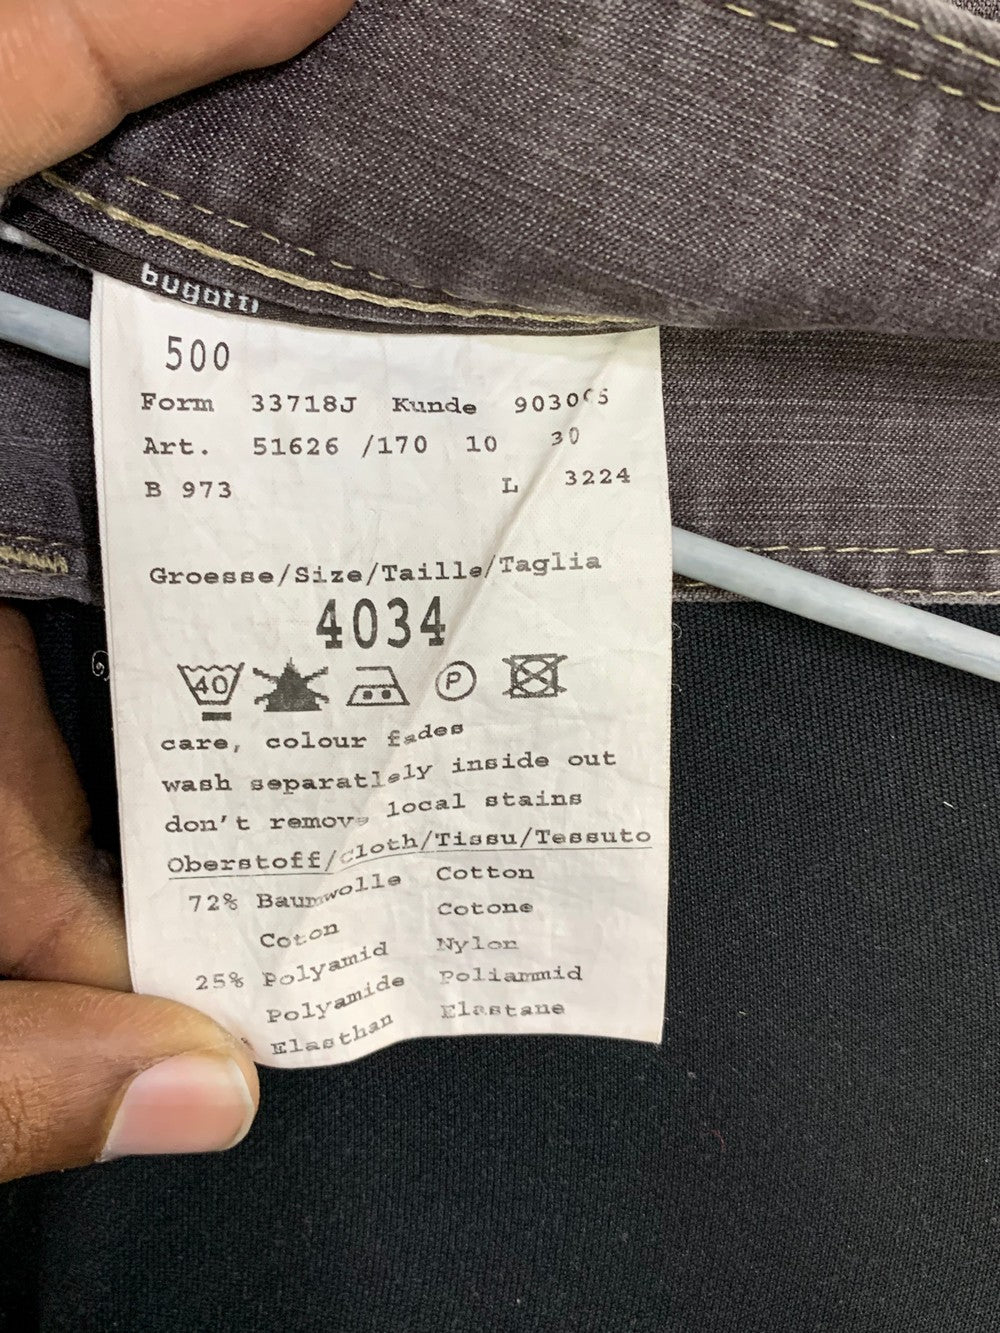 bugatti
500
Form 33718J Kunde 903005
Art. 51626 /170 10 30
B 973 L 3224
Groesse/Size/Taille/Taglia
4034
40 P
care, colour fades
wash separatlely inside out
don't remove local stains
Oberstoff/Cloth/Tissu/Tessuto
72% Baumwolle Cotton
Coton Cotone
25% Polyamid Nylon
Polyamide Poliammid
% Elasthan Elastane